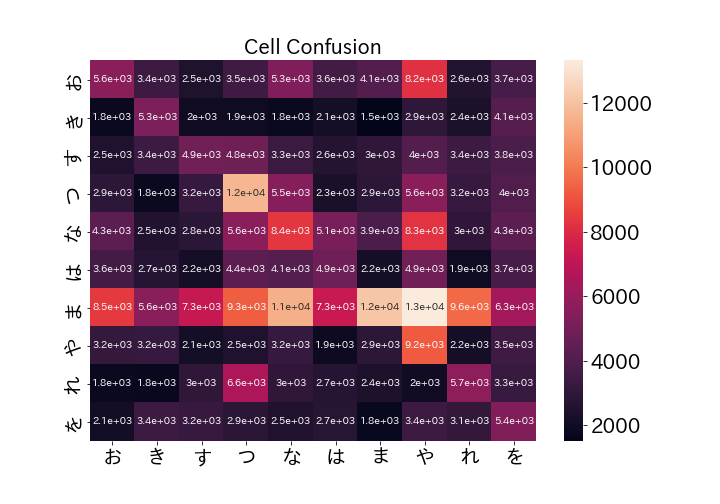 Cell Confusion
お 5.6e+03 3.4e+03 2.5e+03 3.5e+03 5.3e+03 3.6e+03 4.1e+03 8.2e+03 2.6e+03 3.7e+03
き 1.8e+03 5.3e+03 2e+03 1.9e+03 1.8e+03 2.1e+03 1.5e+03 2.9e+03 2.4e+03 4.1e+03
す 2.5e+03 3.4e+03 4.9e+03 4.8e+03 3.3e+03 2.6e+03 3e+03 4e+03 3.4e+03 3.8e+03
つ 2.9e+03 1.8e+03 3.2e+03 1.2e+04 5.5e+03 2.3e+03 2.9e+03 5.6e+03 3.2e+03 4e+03
な 4.3e+03 2.5e+03 2.8e+03 5.6e+03 8.4e+03 5.1e+03 3.9e+03 8.3e+03 3e+03 4.3e+03
は 3.6e+03 2.7e+03 2.2e+03 4.4e+03 4.1e+03 4.9e+03 2.2e+03 4.9e+03 1.9e+03 3.7e+03
ま 8.5e+03 5.6e+03 7.3e+03 9.3e+03 1.1e+04 7.3e+03 1.2e+04 1.3e+04 9.6e+03 6.3e+03
や 3.2e+03 3.2e+03 2.1e+03 2.5e+03 3.2e+03 1.9e+03 2.9e+03 9.2e+03 2.2e+03 3.5e+03
れ 1.8e+03 1.8e+03 3e+03 6.6e+03 3e+03 2.7e+03 2.4e+03 2e+03 5.7e+03 3.3e+03
を 2.1e+03 3.4e+03 3.2e+03 2.9e+03 2.5e+03 2.7e+03 1.8e+03 3.4e+03 3.1e+03 5.4e+03
お き す つ な は ま や れ を
12000
10000
8000
6000
4000
2000